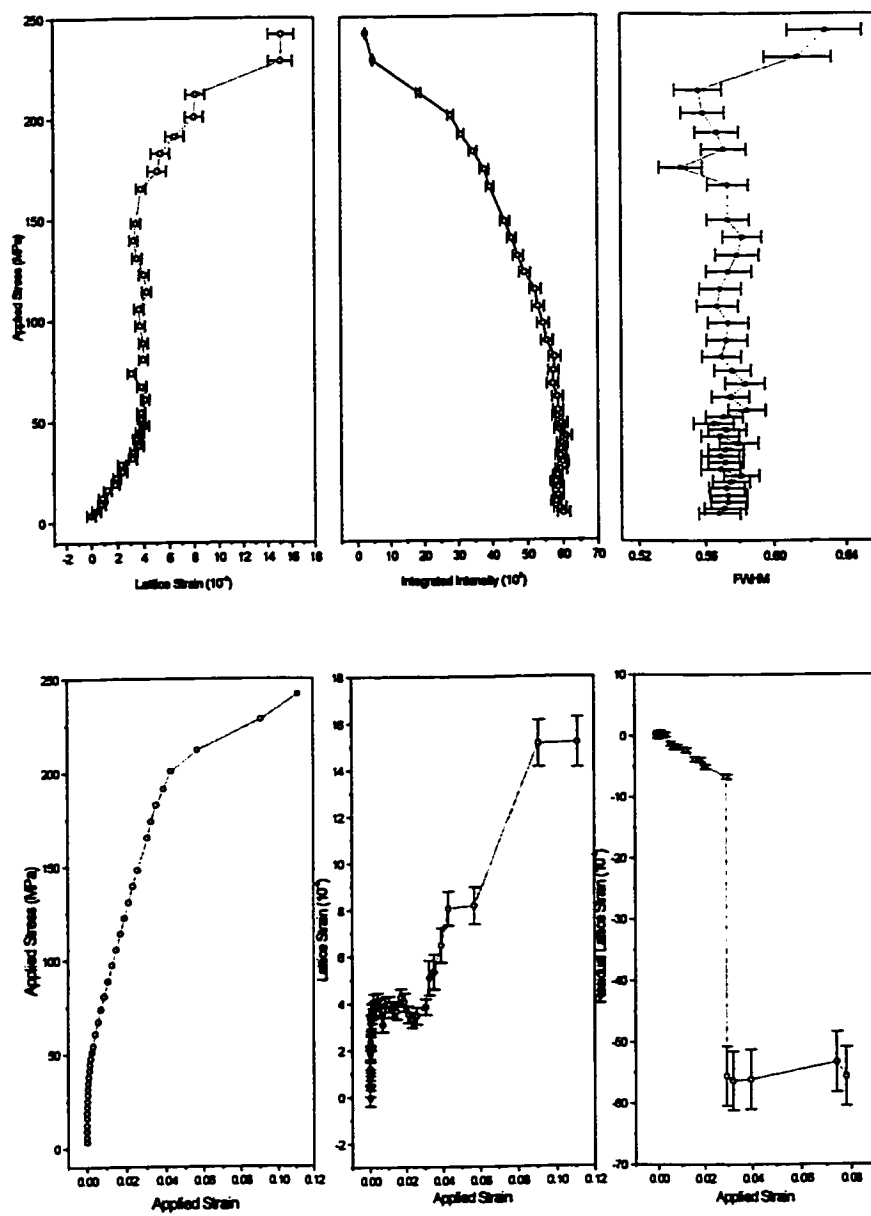 250
200
150
100
50
0
Applied Stress (MPa)
-2 0 2 4 6 8 10 12 14 16 18
Lattice Strain (10⁻⁴)
0 10 20 30 40 50 60 70
0.52 0.56 0.60 0.64
FWHM
250
200
150
100
50
0
Applied Stress (MPa)
0.00 0.02 0.04 0.06 0.08 0.10 0.12
Applied Strain
18
16
14
12
10
8
6
4
2
0
-2
Lattice Strain (10⁻⁴)
0.00 0.02 0.04 0.06 0.08 0.10 0.12
Applied Strain
10
0
-10
-20
-30
-40
-50
-60
-70
Residual Lattice Strain (10⁻⁴)
0.00 0.02 0.04 0.06 0.08
Applied Strain